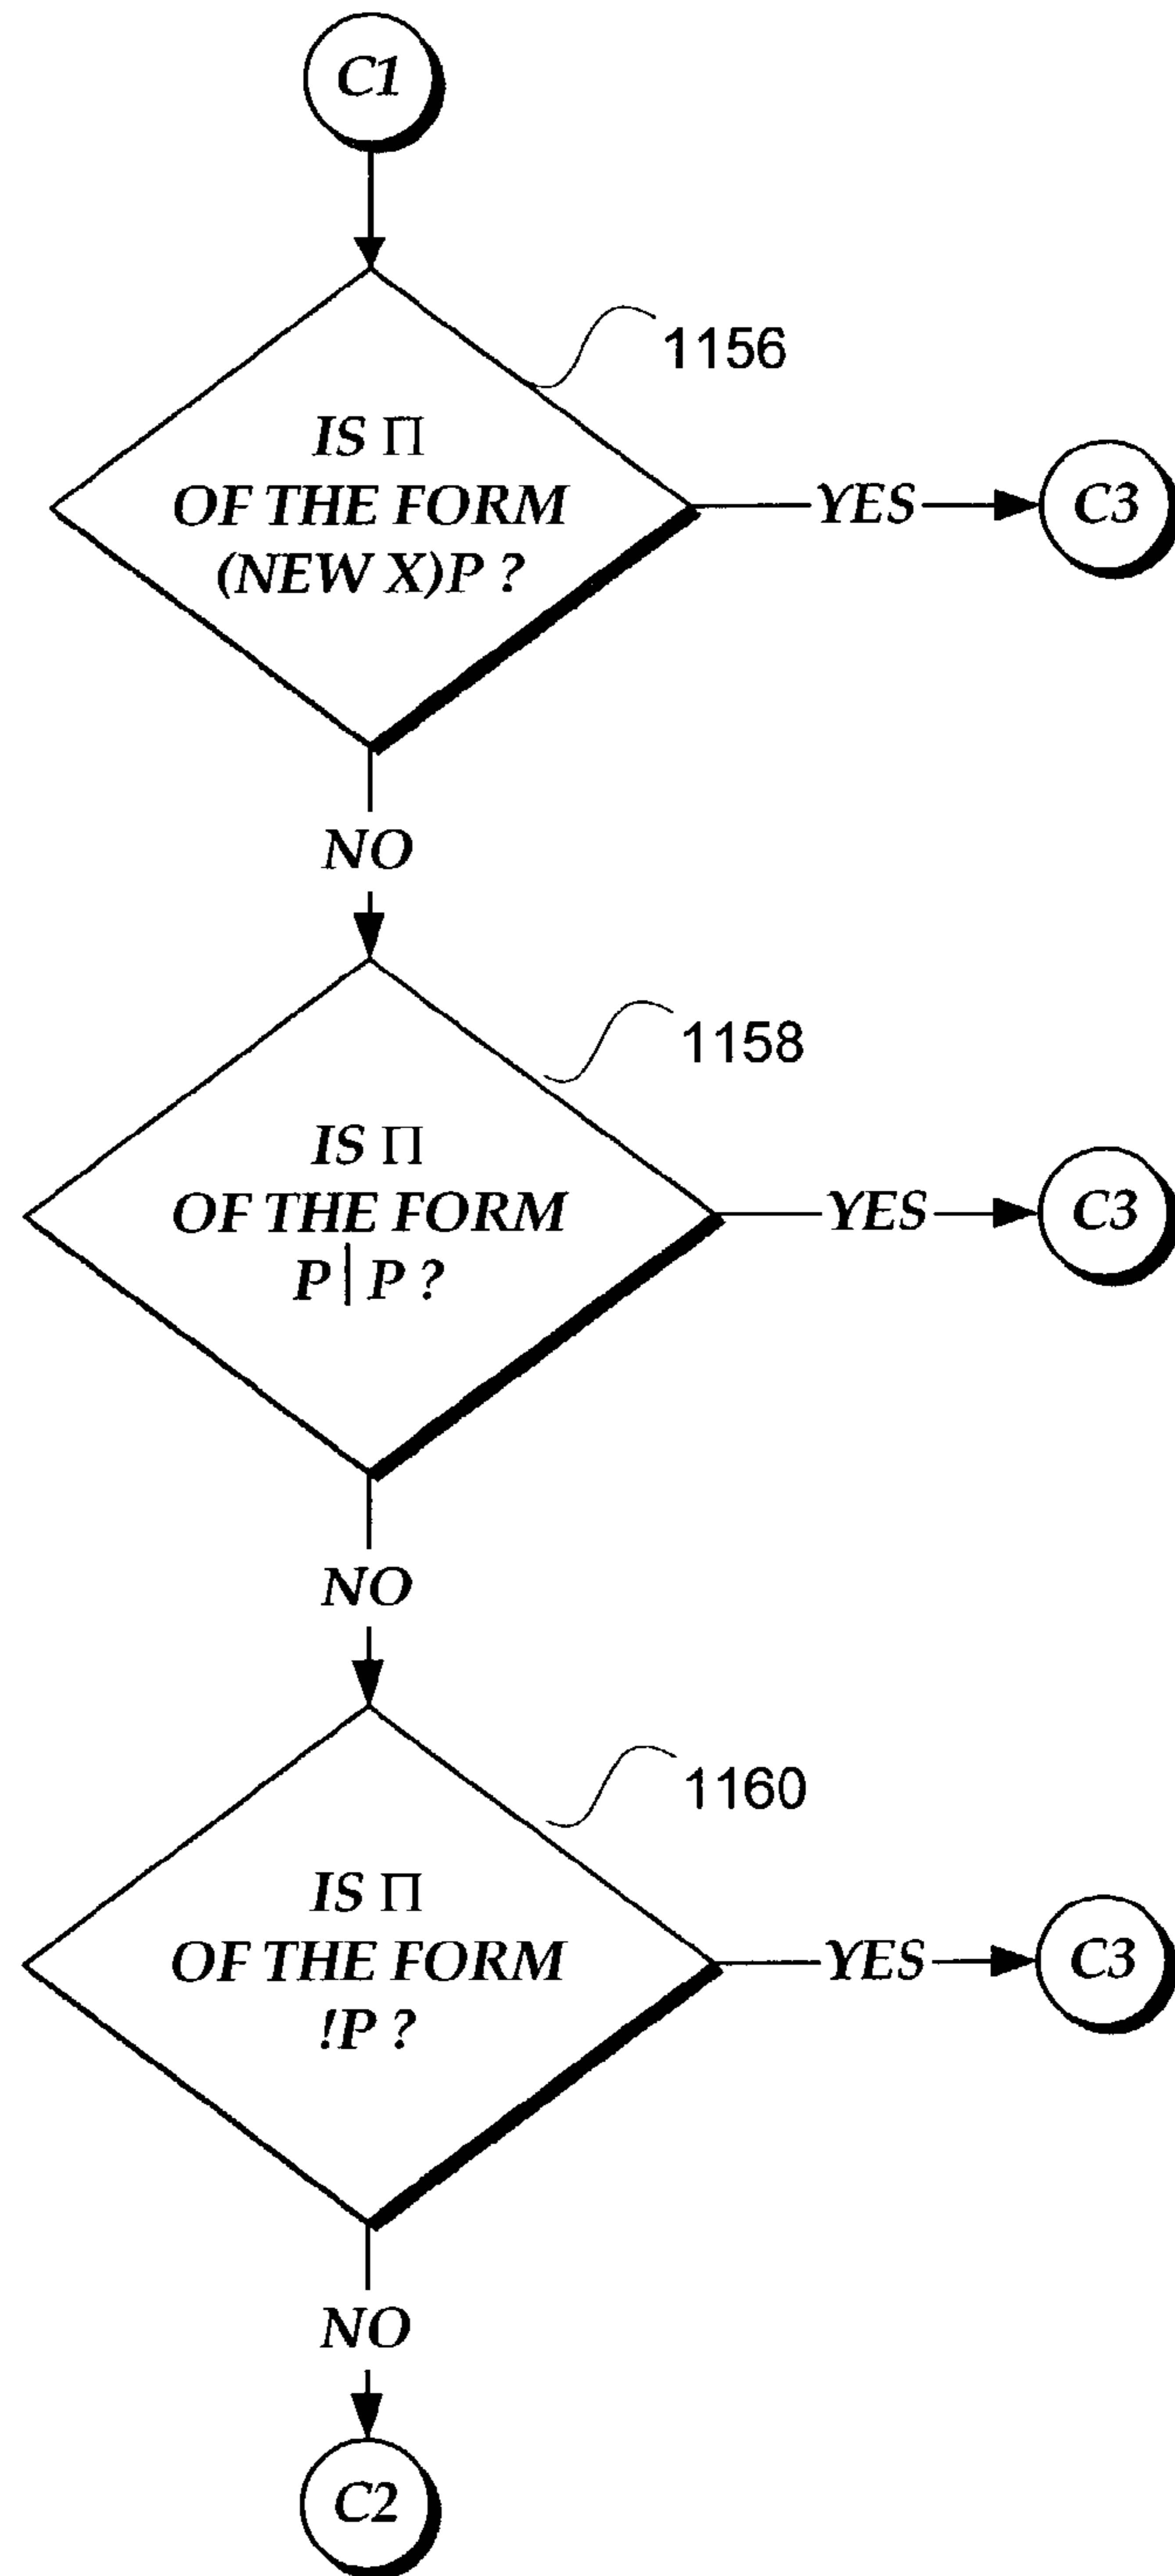 C1
1156
IS Π
OF THE FORM
(NEW X)P ?
YES
C3
NO
1158
IS Π
OF THE FORM
P | P ?
YES
C3
NO
1160
IS Π
OF THE FORM
!P ?
YES
C3
NO
C2